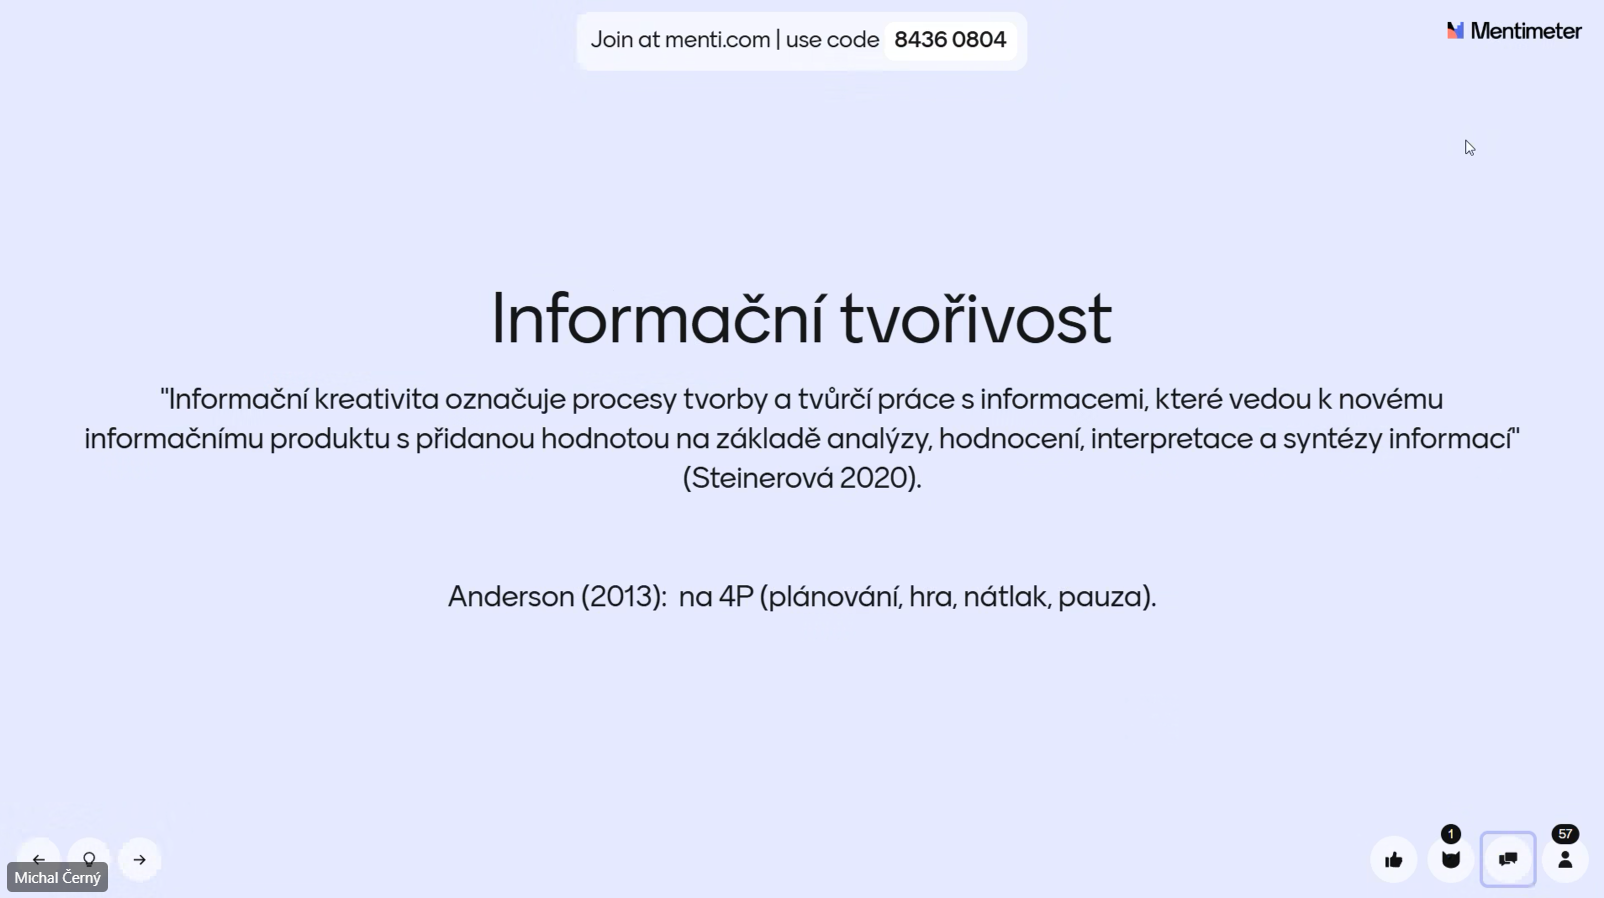 Join at menti.com | use code 8436 0804
Mentimeter
Informační tvořivost
"Informační kreativita označuje procesy tvorby a tvůrčí práce s informacemi, které vedou k novému
informačnímu produktu s přidanou hodnotou na základě analýzy, hodnocení, interpretace a syntézy informací"
(Steinerová 2020).
Anderson (2013): na 4P (plánování, hra, nátlak, pauza).
1
57
Michal Černý